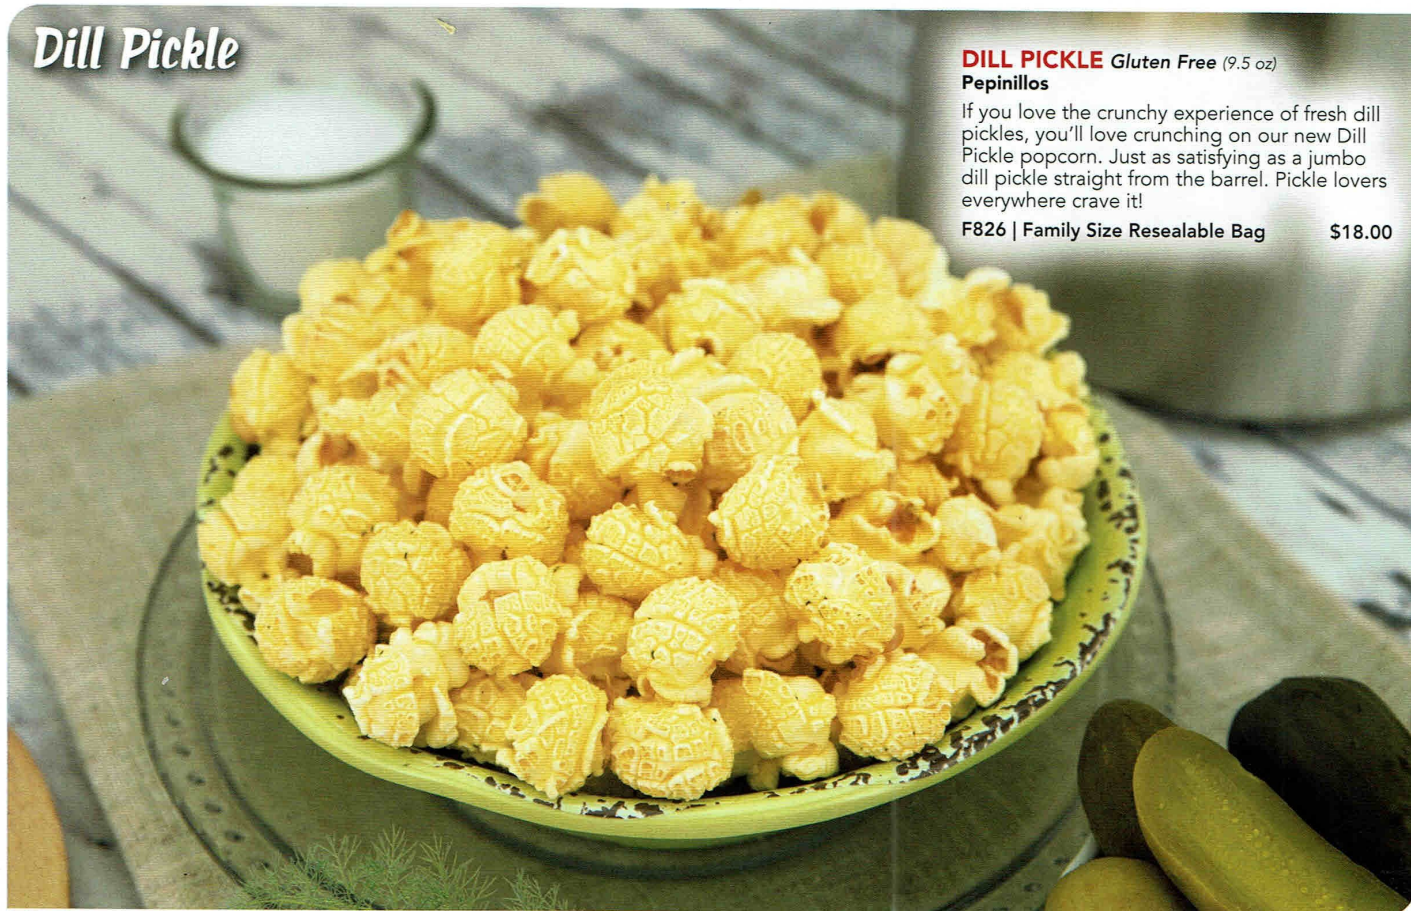 Dill Pickle
DILL PICKLE Gluten Free (9.5 oz)
Pepinillos
If you love the crunchy experience of fresh dill
pickles, you'll love crunching on our new Dill
Pickle popcorn. Just as satisfying as a jumbo
dill pickle straight from the barrel. Pickle lovers
everywhere crave it!
F826 | Family Size Resealable Bag $18.00